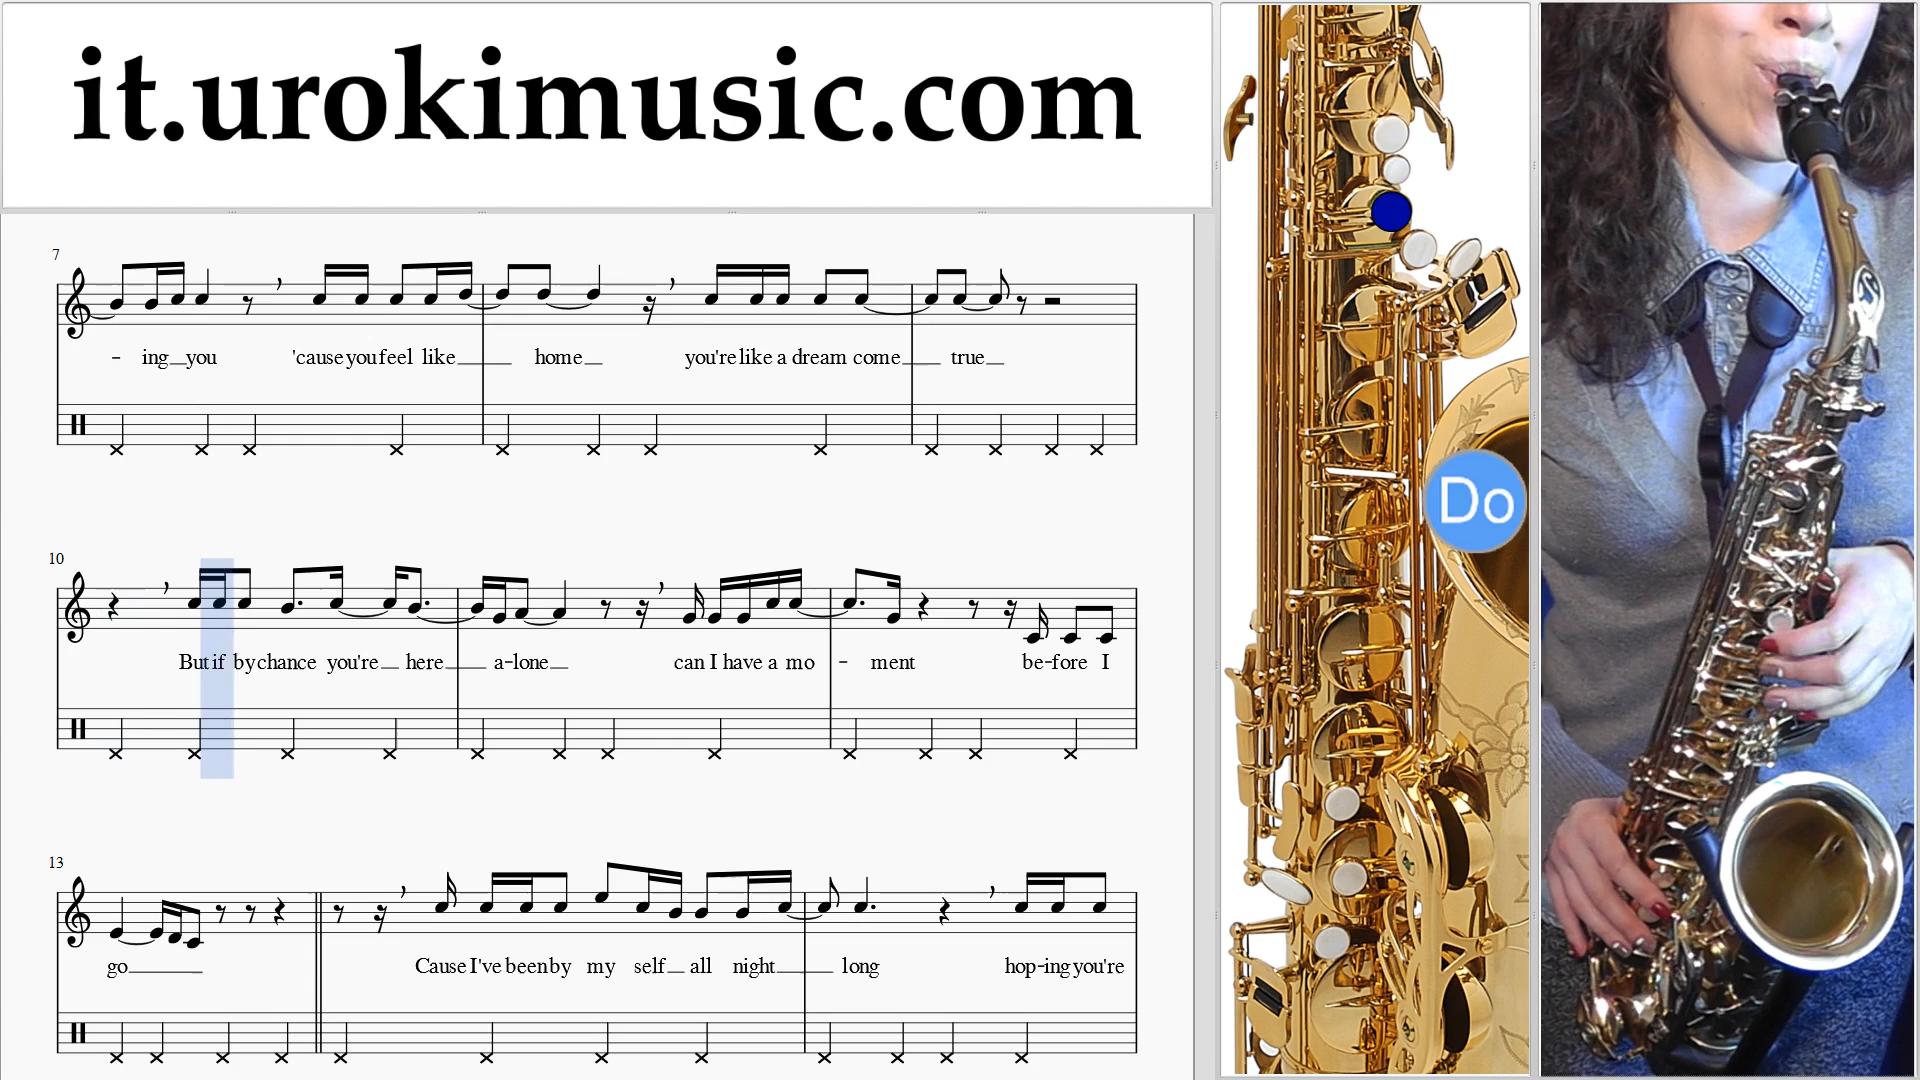 it.urokimusic.com
7
- ing you 'cause you feel like home you're like a dream come true
10
But if by chance you're here a-lone can I have a mo - ment be-fore I
Do
13
go Cause I've been by my self all night long hop-ing you're